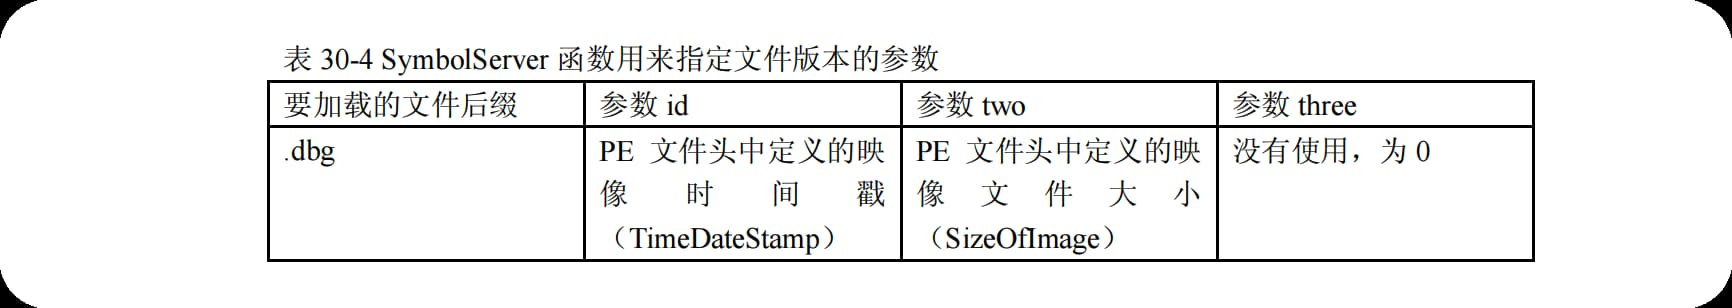 表 30-4 SymbolServer 函数用来指定文件版本的参数
要加载的文件后缀 参数 id 参数 two 参数 three
.dbg PE 文件头中定义的映 PE 文件头中定义的映 没有使用，为 0
像时间戳 像文件大小
（TimeDateStamp） （SizeOfImage）